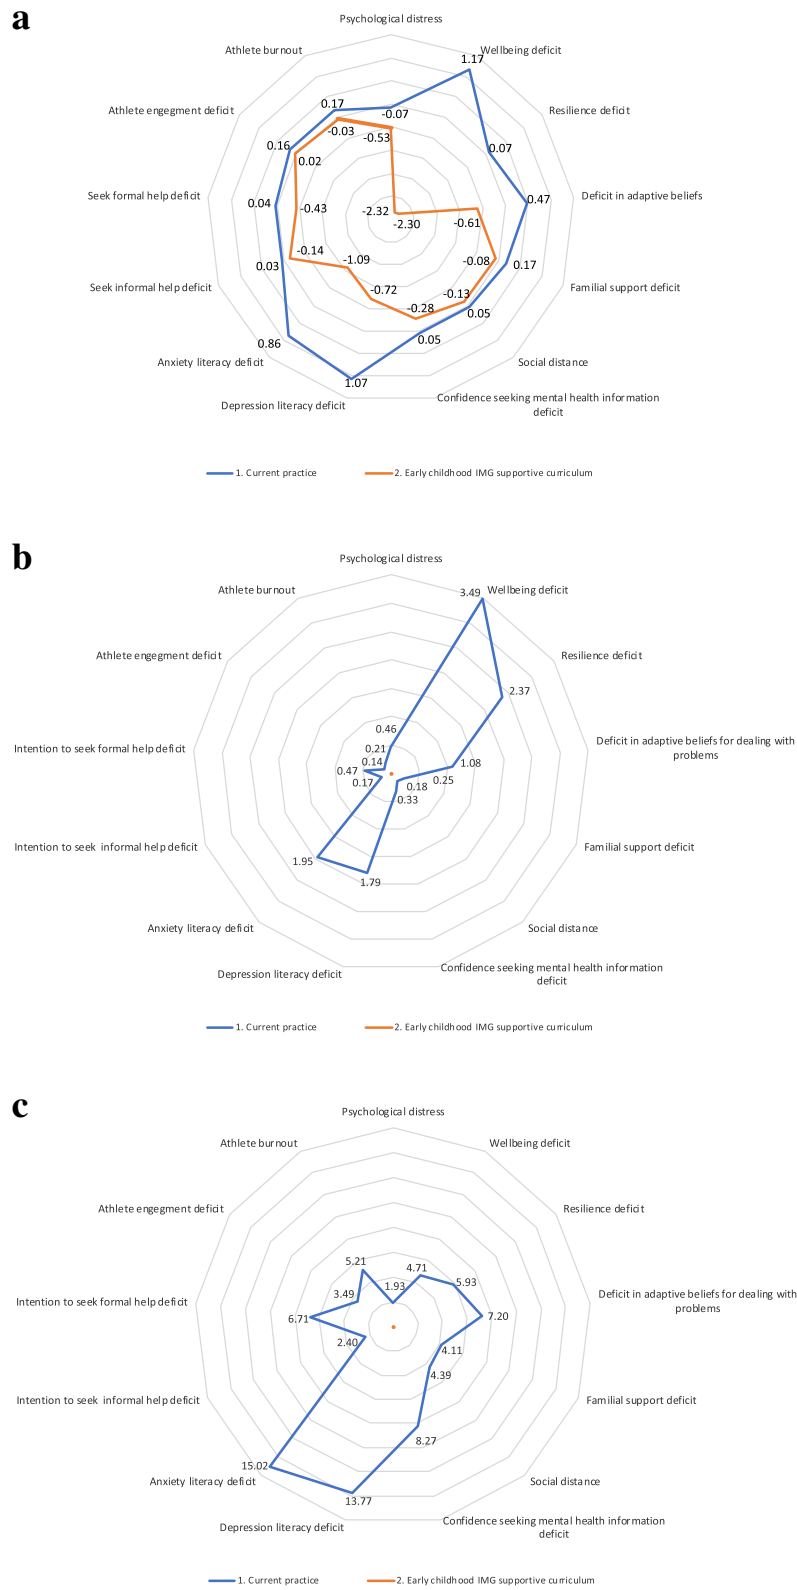 a
Psychological distress
Athlete burnout
Wellbeing deficit
1.17
Athlete engegment deficit
Resilience deficit
0.17
-0.07
-0.03
-0.53
0.16
0.02
0.07
Seek formal help deficit
Deficit in adaptive beliefs
0.04
-0.43
-2.32
-2.30
-0.61
0.47
-0.14
-1.09
-0.08
0.17
0.03
Seek informal help deficit
Familial support deficit
-0.72
-0.28
-0.13
0.05
0.86
0.05
Anxiety literacy deficit
Social distance
1.07
Depression literacy deficit
Confidence seeking mental health information
deficit
1. Current practice
2. Early childhood IMG supportive curriculum
b
Psychological distress
Athlete burnout
3.49
Wellbeing deficit
Athlete engegment deficit
Resilience deficit
2.37
0.46
Intention to seek formal help deficit
Deficit in adaptive beliefs for dealing with
problems
0.21
0.14
0.47
0.17
1.08
0.25
0.18
0.33
Intention to seek informal help deficit
Familial support deficit
1.95
1.79
Anxiety literacy deficit
Social distance
Depression literacy deficit
Confidence seeking mental health information
deficit
1. Current practice
2. Early childhood IMG supportive curriculum
c
Psychological distress
Athlete burnout
Wellbeing deficit
Athlete engegment deficit
Resilience deficit
5.21
4.71
1.93
5.93
3.49
Intention to seek formal help deficit
Deficit in adaptive beliefs for dealing with
problems
6.71
7.20
2.40
4.11
4.39
Intention to seek informal help deficit
Familial support deficit
8.27
15.02
Anxiety literacy deficit
Social distance
13.77
Depression literacy deficit
Confidence seeking mental health information
deficit
1. Current practice
2. Early childhood IMG supportive curriculum